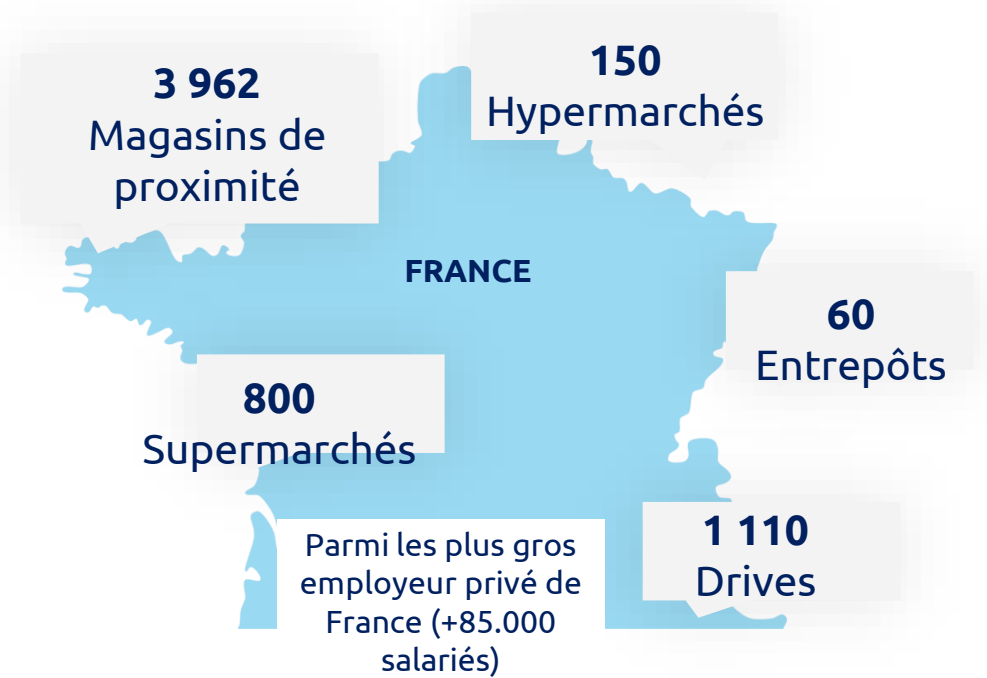 3 962
Magasins de
proximité
150
Hypermarchés
FRANCE
60
Entrepôts
800
Supermarchés
1 110
Drives
Parmi les plus gros
employeur privé de
France (+85.000
salariés)